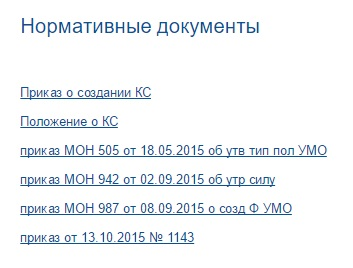 Нормативные документы
Приказ о создании КС
Положение о КС
приказ МОН 505 от 18.05.2015 об утв тип пол УМО
приказ МОН 942 от 02.09.2015 об утр силу
приказ МОН 987 от 08.09.2015 о созд Ф УМО
приказ от 13.10.2015 № 1143